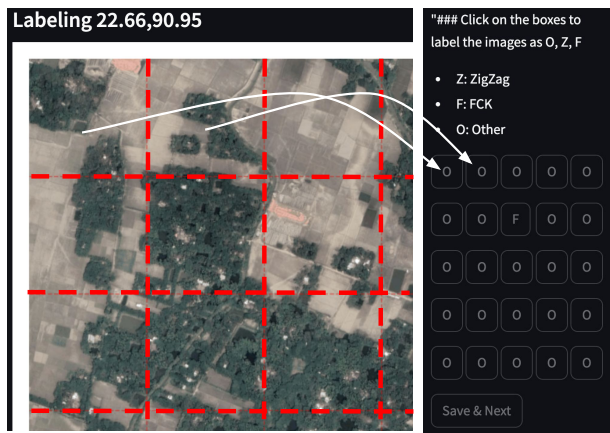 Labeling 22.66,90.95
"### Click on the boxes to
label the images as O, Z, F
• Z: ZigZag
• F: FCK
• O: Other
O O O O O
O O F O O
O O O O O
O O O O O
O O O O O
Save & Next